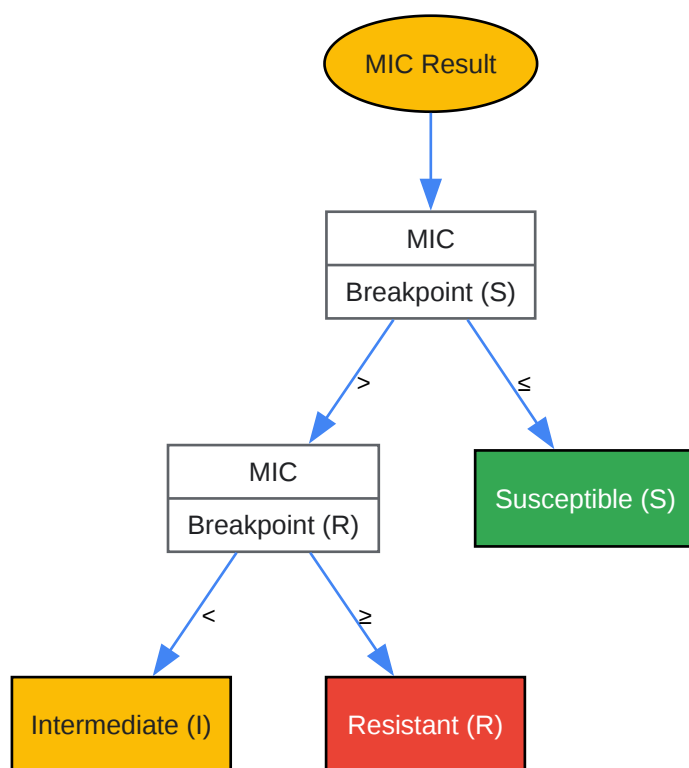 MIC Result
MIC
Breakpoint (S)
>
≤
MIC
Breakpoint (R)
Susceptible (S)
<
≥
Intermediate (I)
Resistant (R)